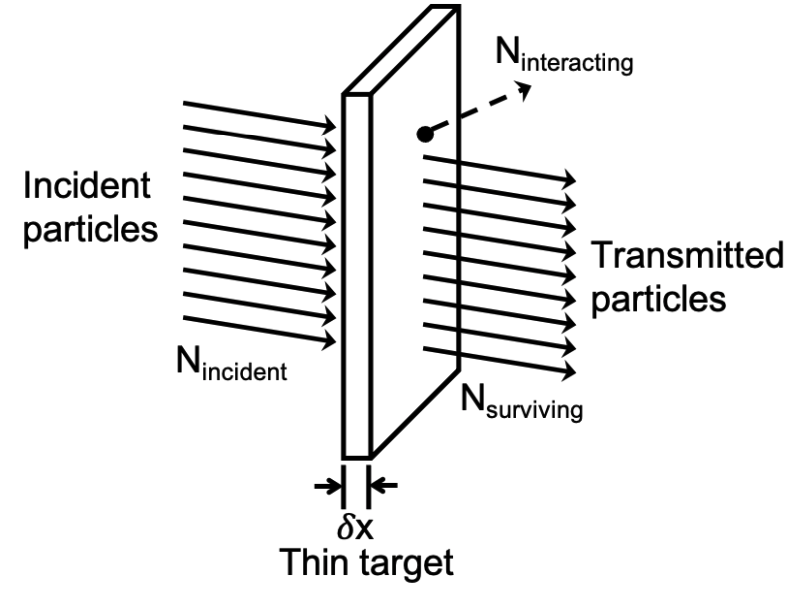 N_interacting
Incident
particles
Transmitted
particles
N_incident
N_surviving
δx
Thin target